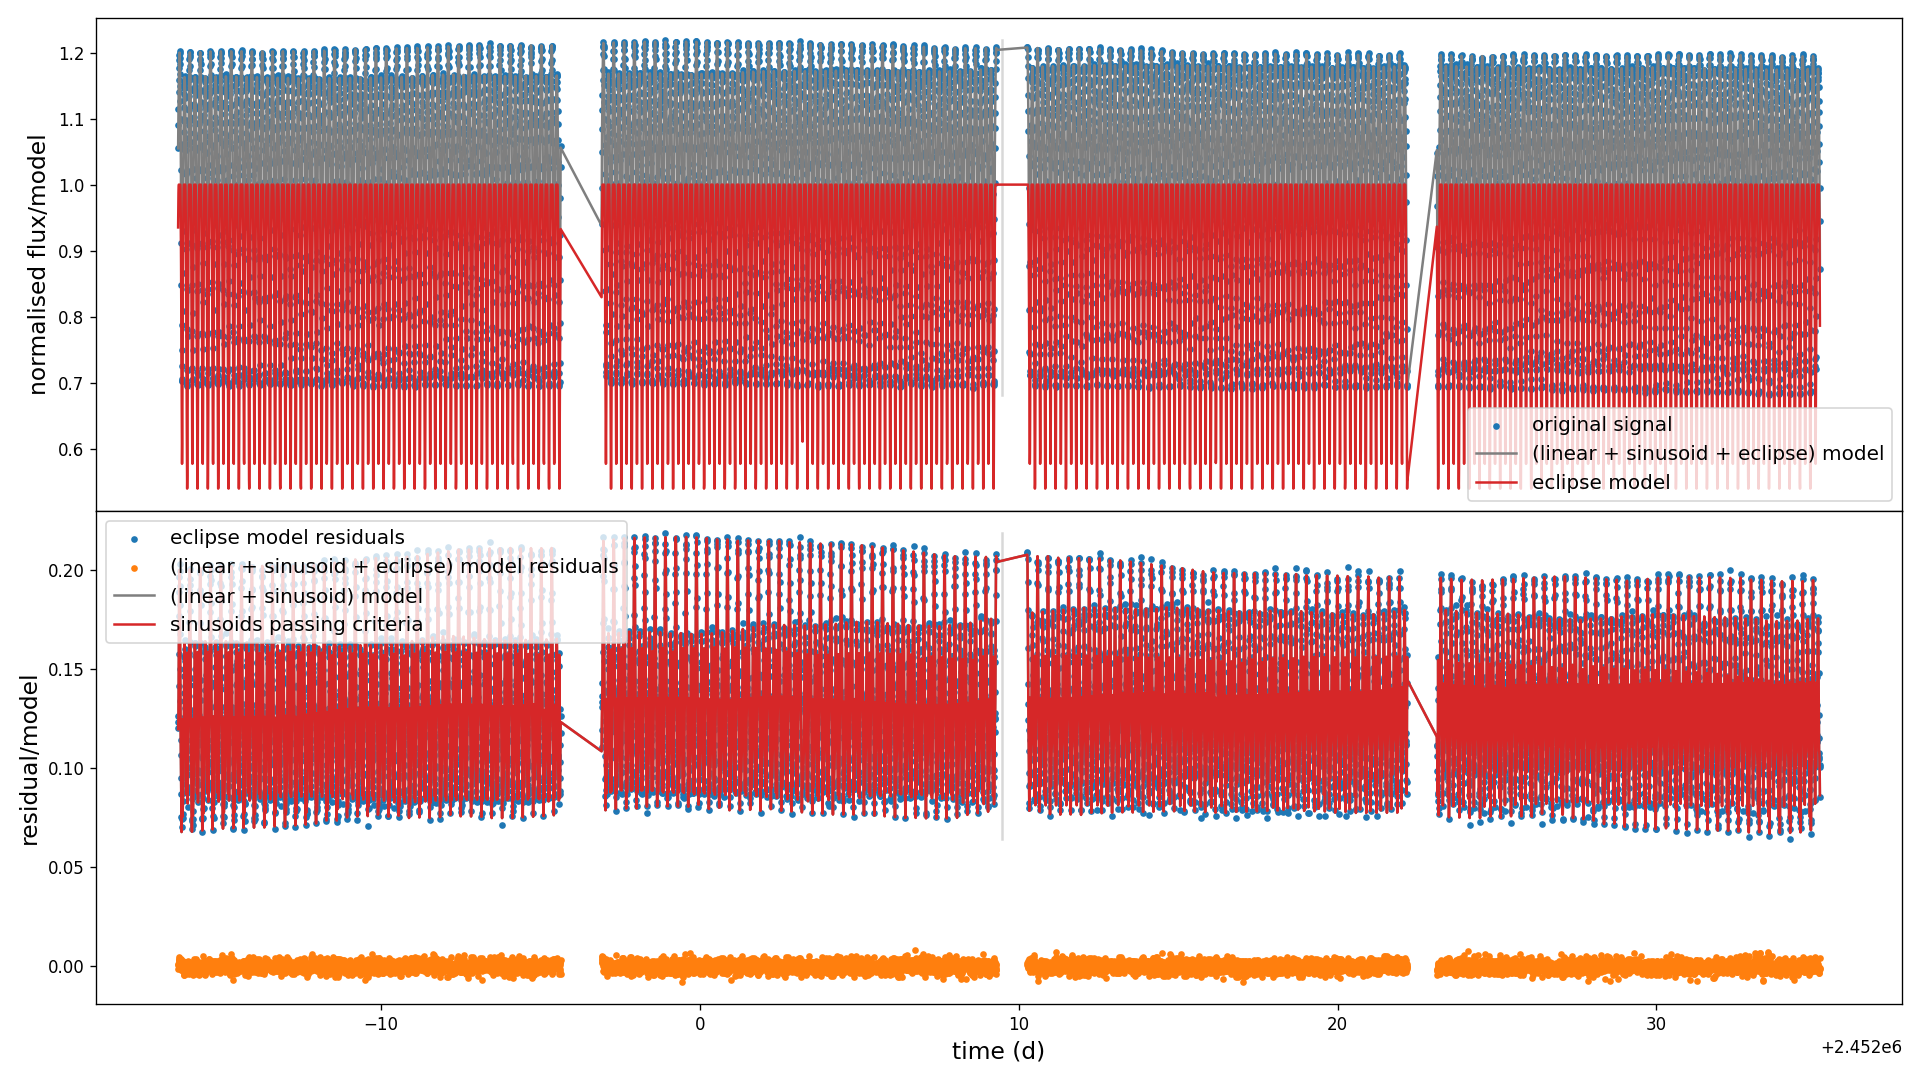 normalised flux/model
1.2
1.1
1.0
0.9
0.8
0.7
0.6
original signal
(linear + sinusoid + eclipse) model
eclipse model
residual/model
0.20
0.15
0.10
0.05
0.00
eclipse model residuals
(linear + sinusoid + eclipse) model residuals
(linear + sinusoid) model
sinusoids passing criteria
−10
0
10
20
30
time (d)
+2.452e6